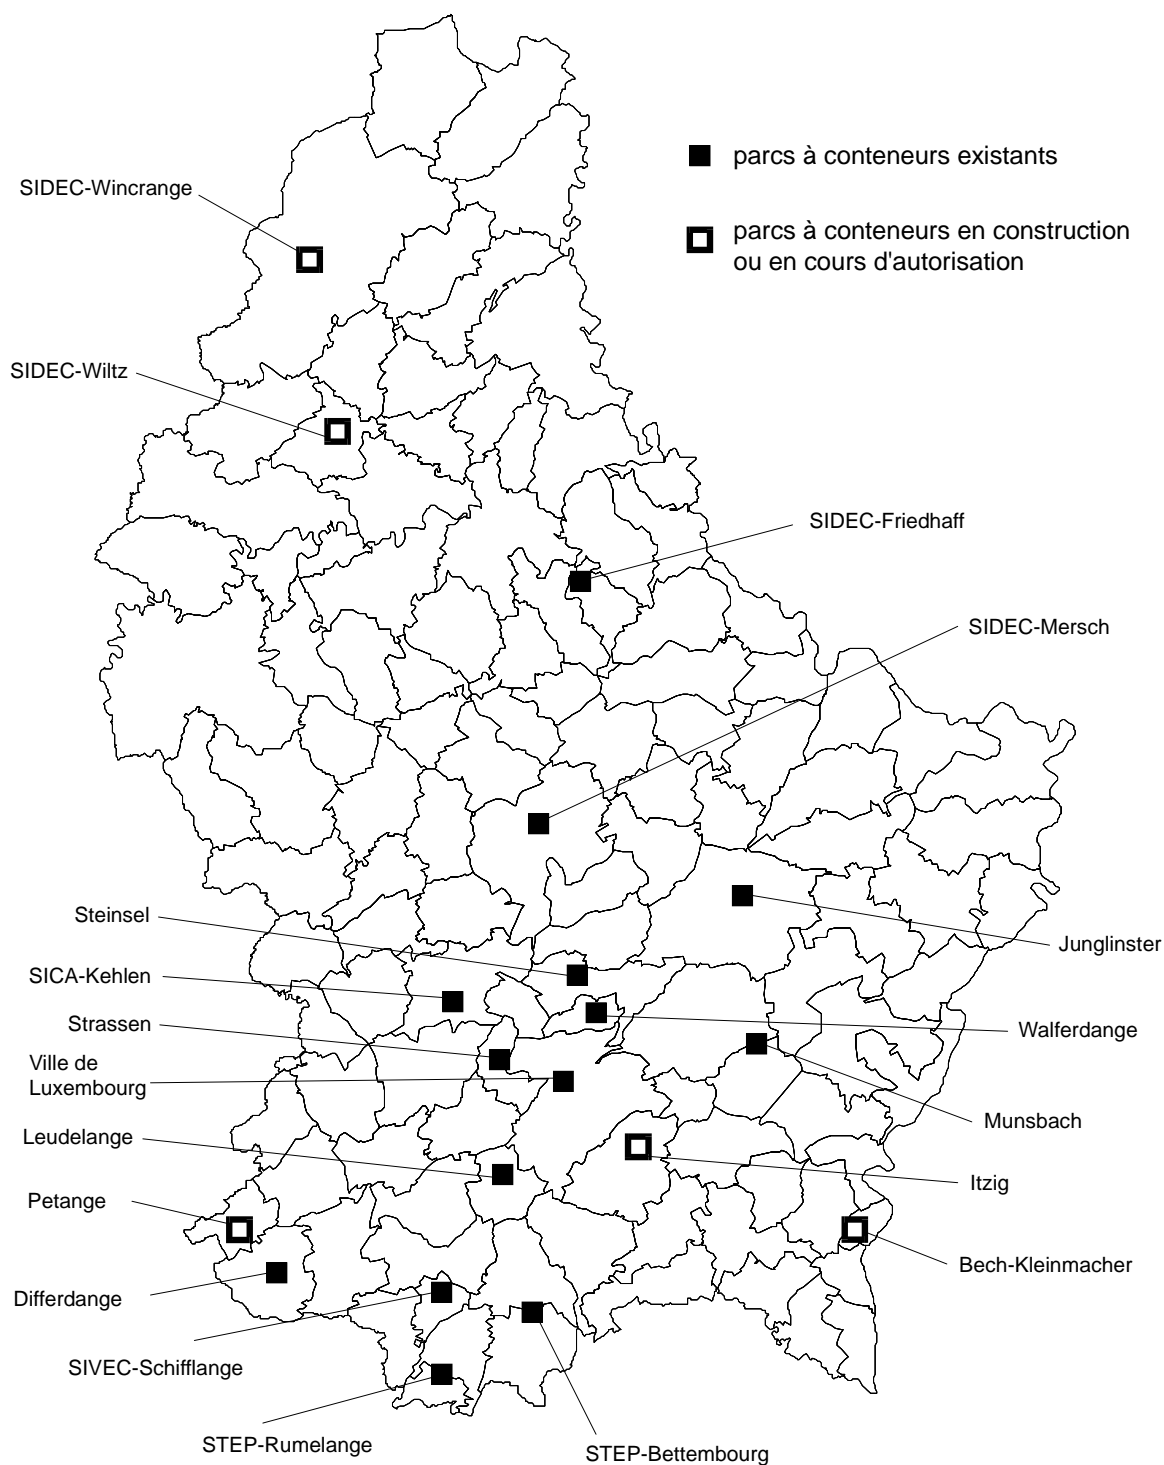 parcs à conteneurs existants
SIDEC-Wincrange
parcs à conteneurs en construction
ou en cours d'autorisation
SIDEC-Wiltz
SIDEC-Friedhaff
SIDEC-Mersch
Steinsel
Junglinster
SICA-Kehlen
Strassen
Walferdange
Ville de
Luxembourg
Munsbach
Leudelange
Itzig
Petange
Bech-Kleinmacher
Differdange
SIVEC-Schifflange
STEP-Rumelange
STEP-Bettembourg